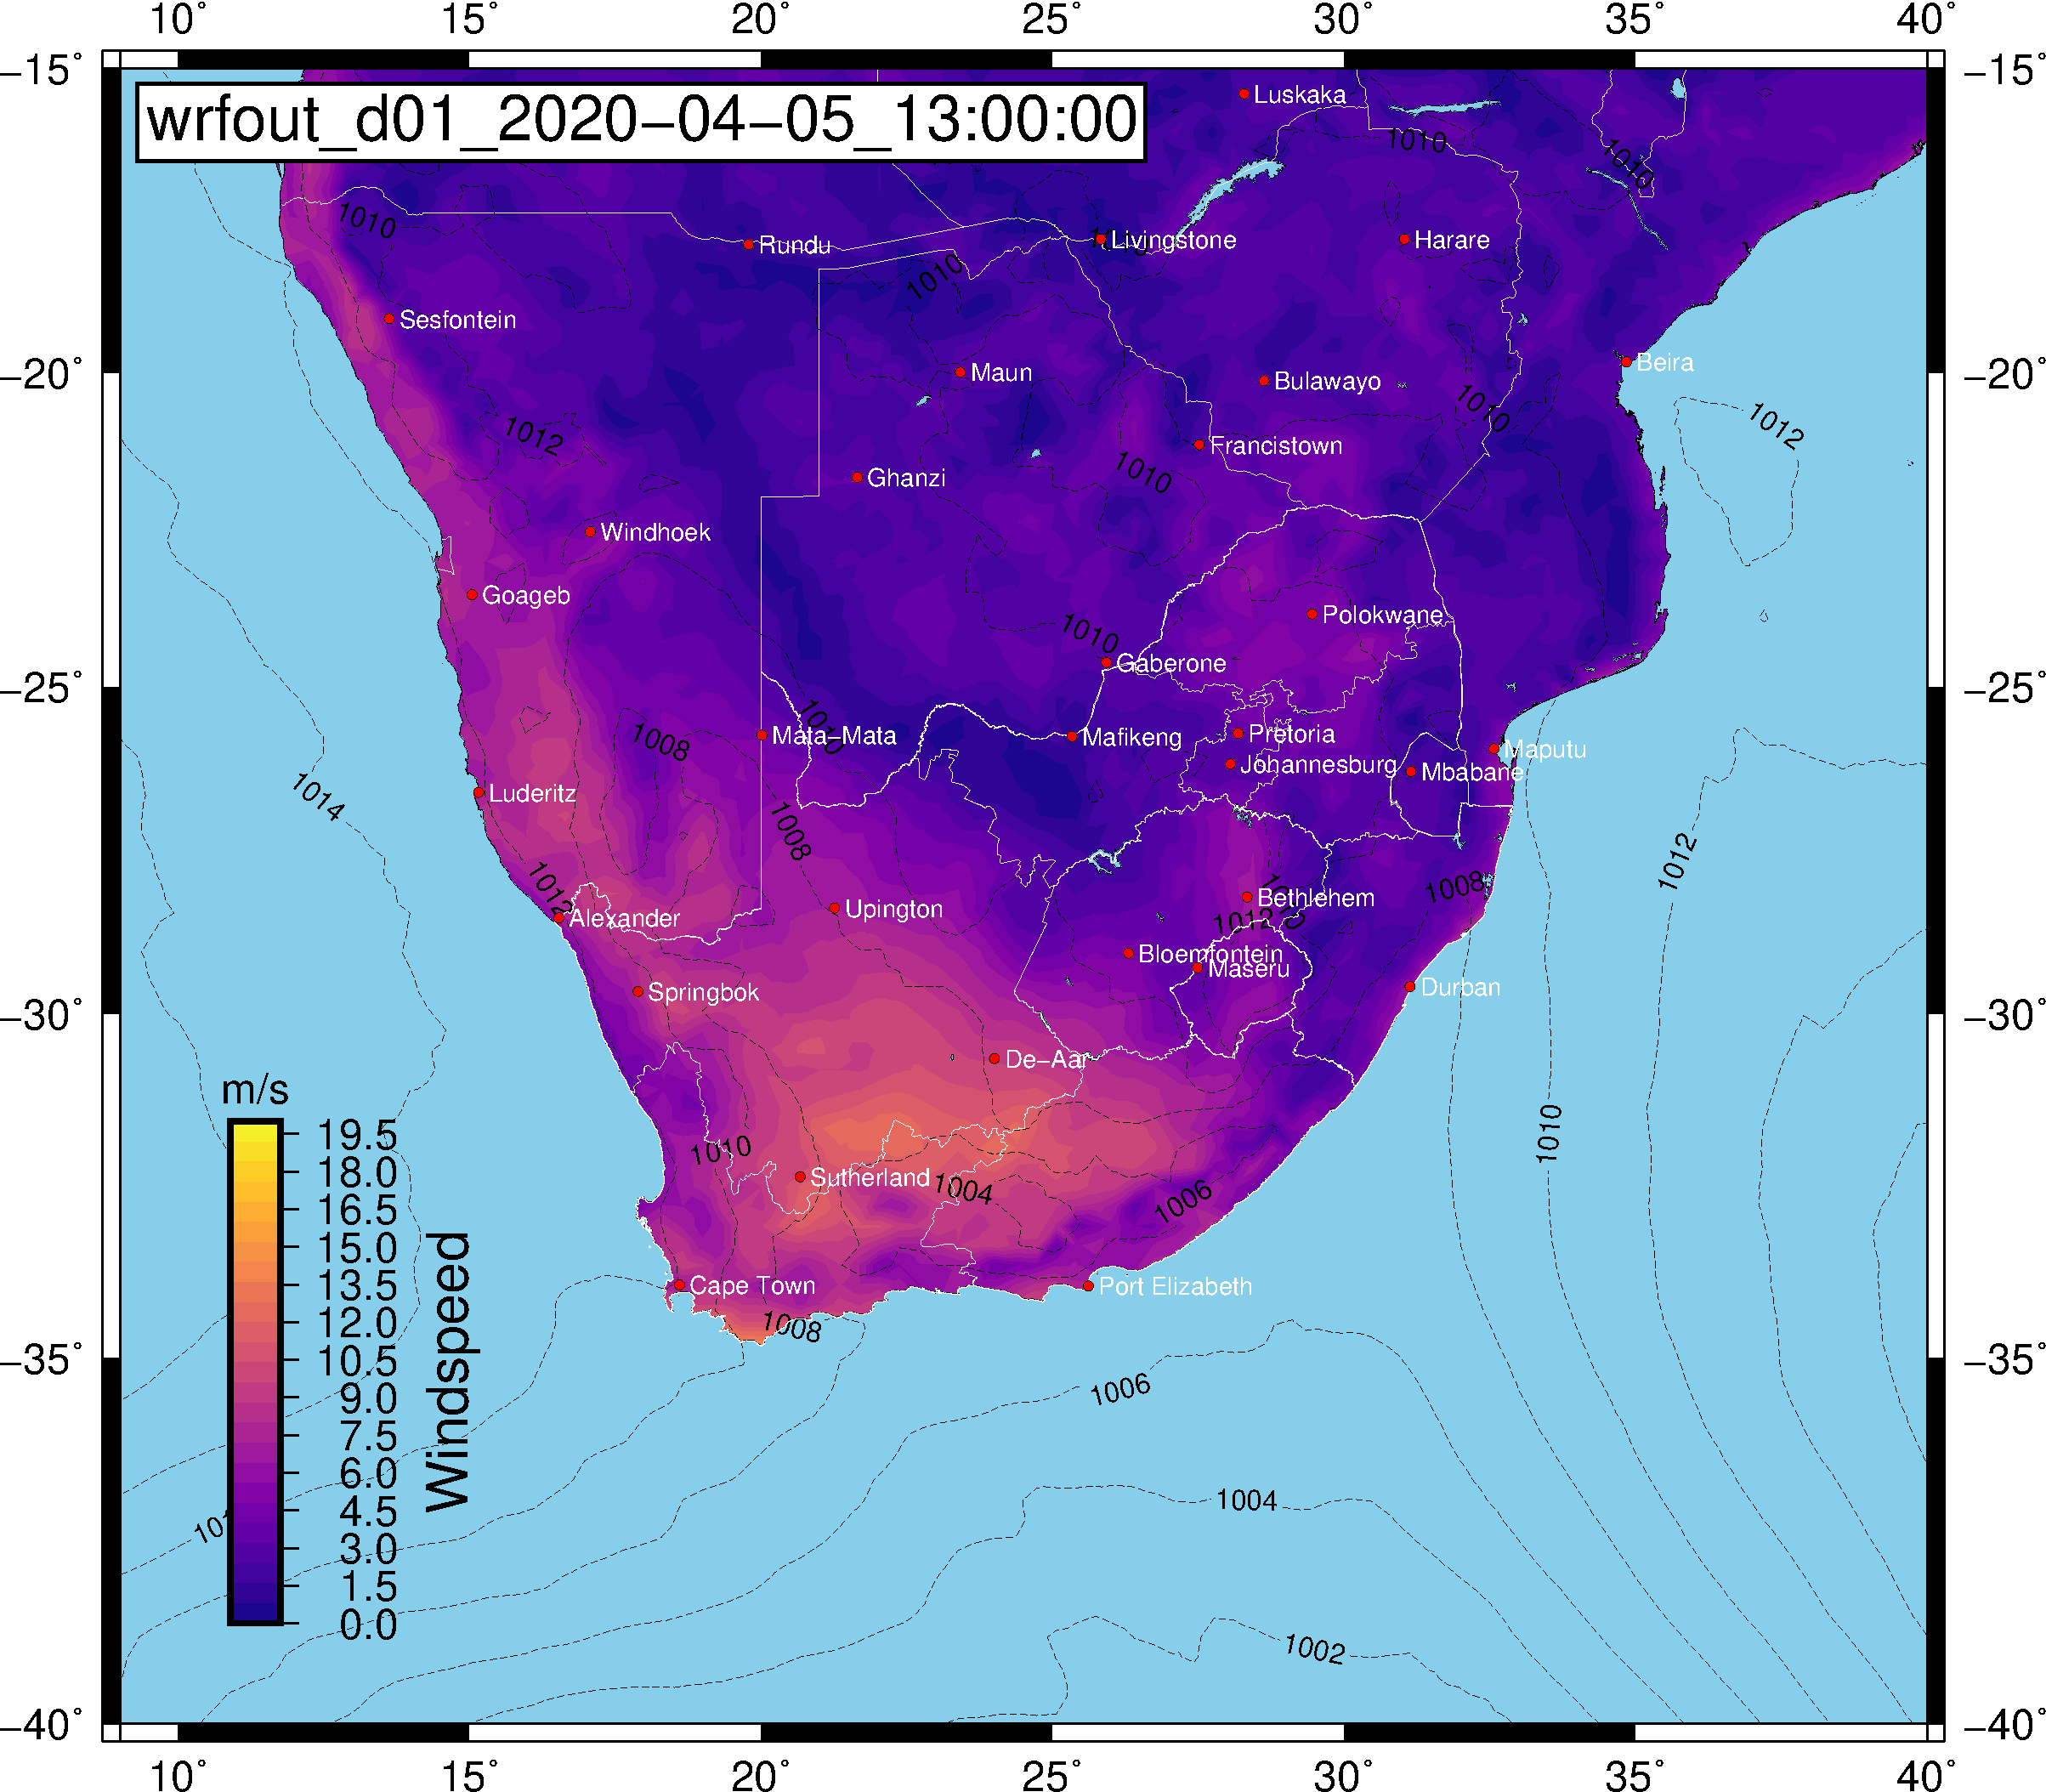 10° 15° 20° 25° 30° 35° 40°
−15° −15°
wrfout_d01_2020−04−05_13:00:00
Luskaka
1010
1010
1010
Rundu
Livingstone
Harare
1010
Sesfontein
Beira
−20° −20°
Maun
Bulawayo
1010
1012
1012
Francistown
1010
Ghanzi
Windhoek
Goageb
Polokwane
1010
Gaberone
−25° −25°
1010
Mata−Mata
Mafikeng
Pretoria
1008
Maputu
Johannesburg
Mbabane
1014
Luderitz
1008
1012
1012
1008
Bethlehem
1010
Upington
Alexander
1012
Bloemfontein
Maseru
Springbok
Durban
−30° −30°
De−Aar
m/s
1010
1010
Sutherland
1004
1006
Cape Town
Port Elizabeth
1008
−35° −35°
1006
1004
1002
19.5
18.0
16.5
15.0
13.5
12.0
10.5
9.0
7.5
6.0
4.5
3.0
1.5
0.0
Windspeed
−40° −40°
10° 15° 20° 25° 30° 35° 40°